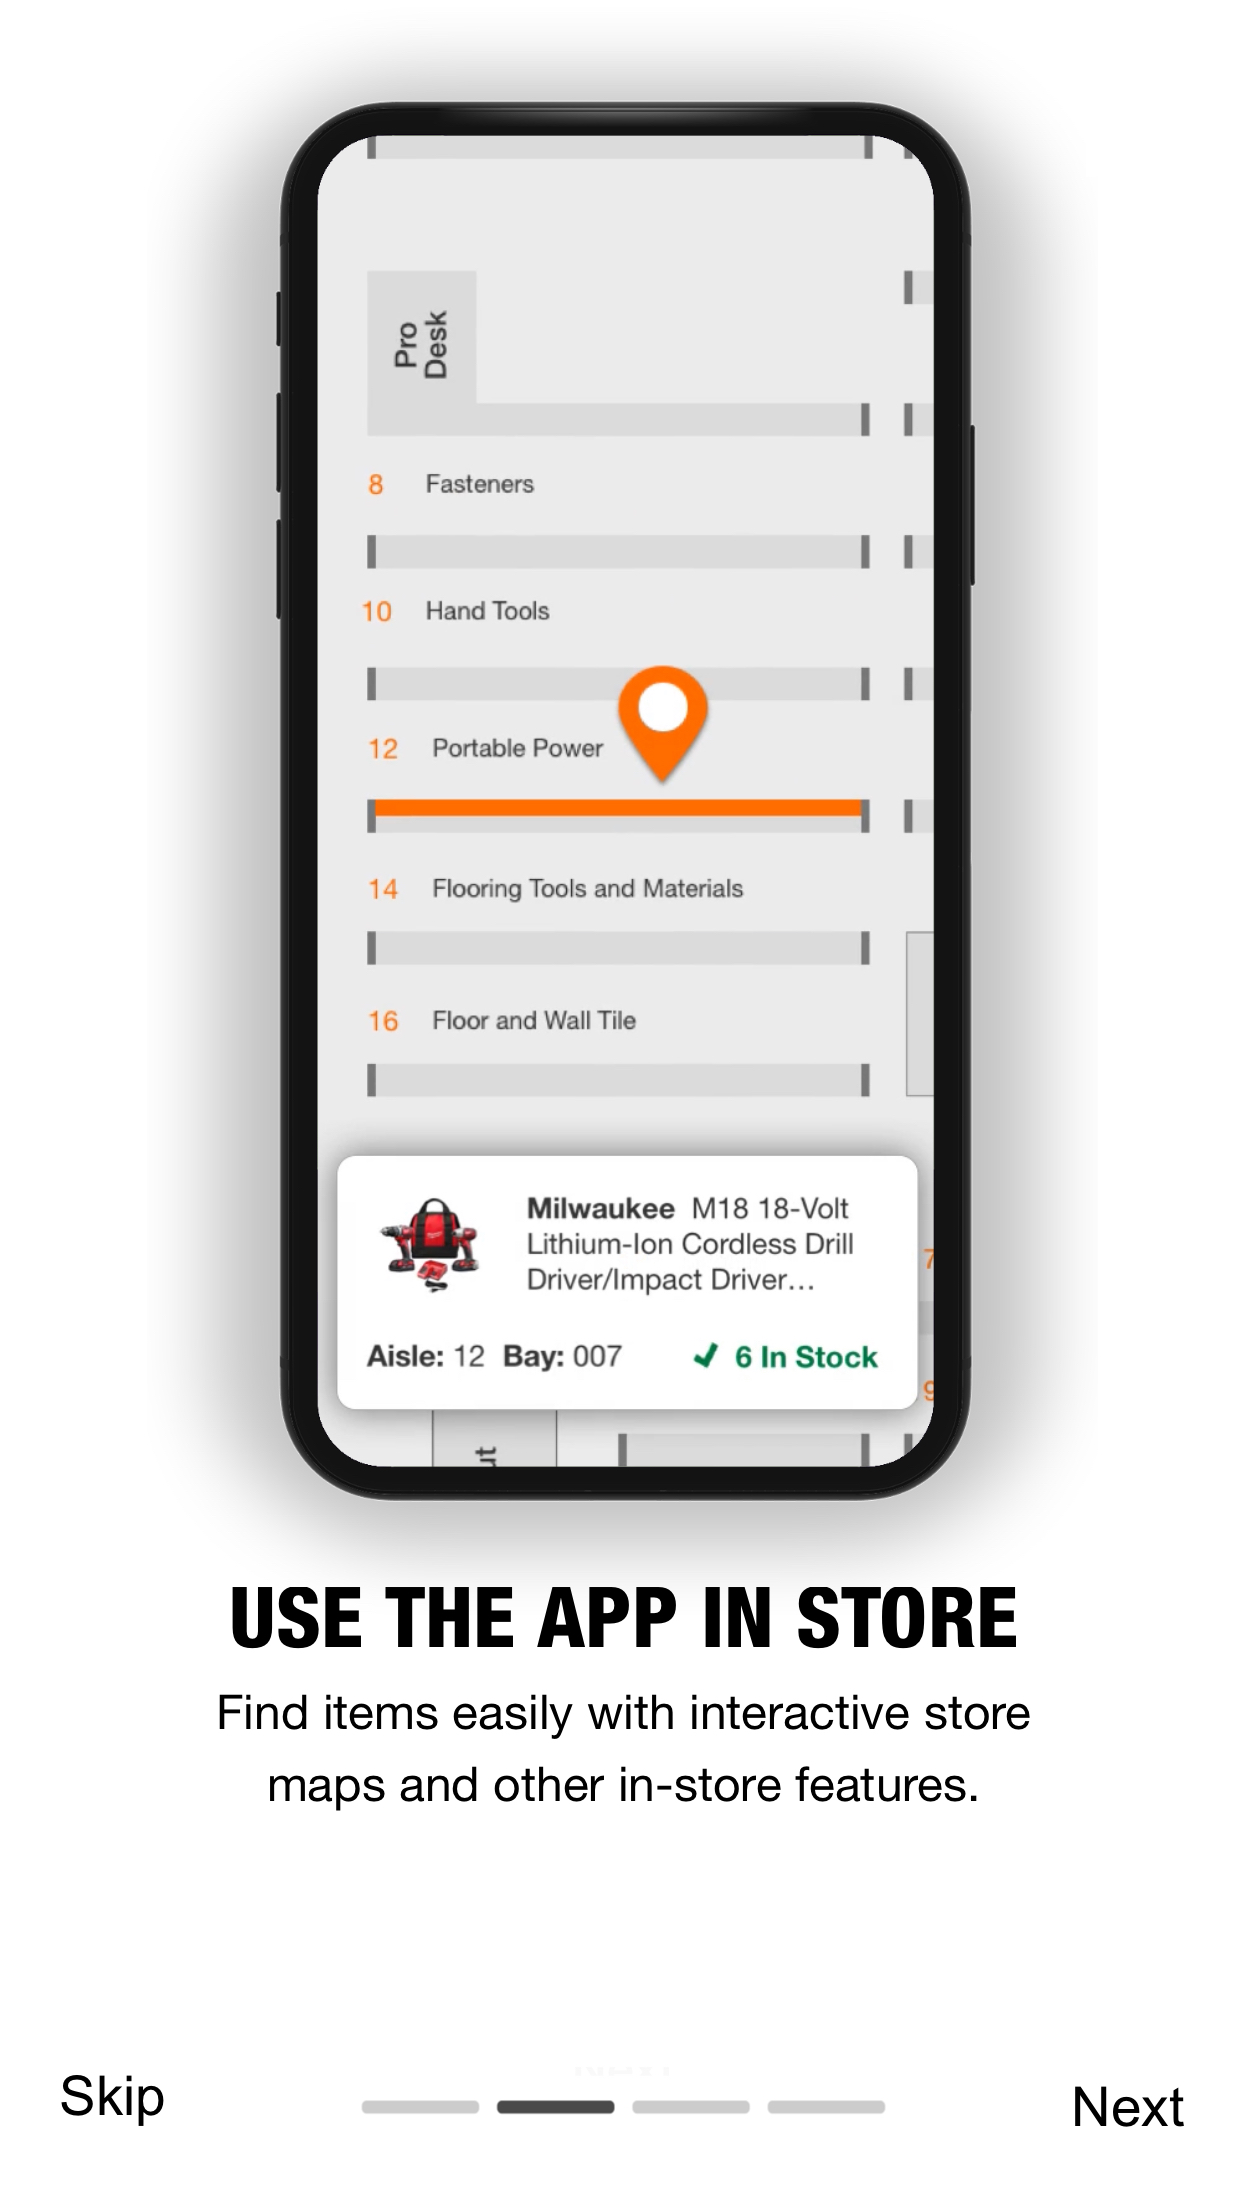 Pro
Desk
8 Fasteners
10 Hand Tools
12 Portable Power
14 Flooring Tools and Materials
16 Floor and Wall Tile
Milwaukee M18 18-Volt
Lithium-Ion Cordless Drill
Driver/Impact Driver...
7
Aisle: 12 Bay: 007 ✓ 6 In Stock
9
ut
USE THE APP IN STORE
Find items easily with interactive store
maps and other in-store features.
Skip
Next